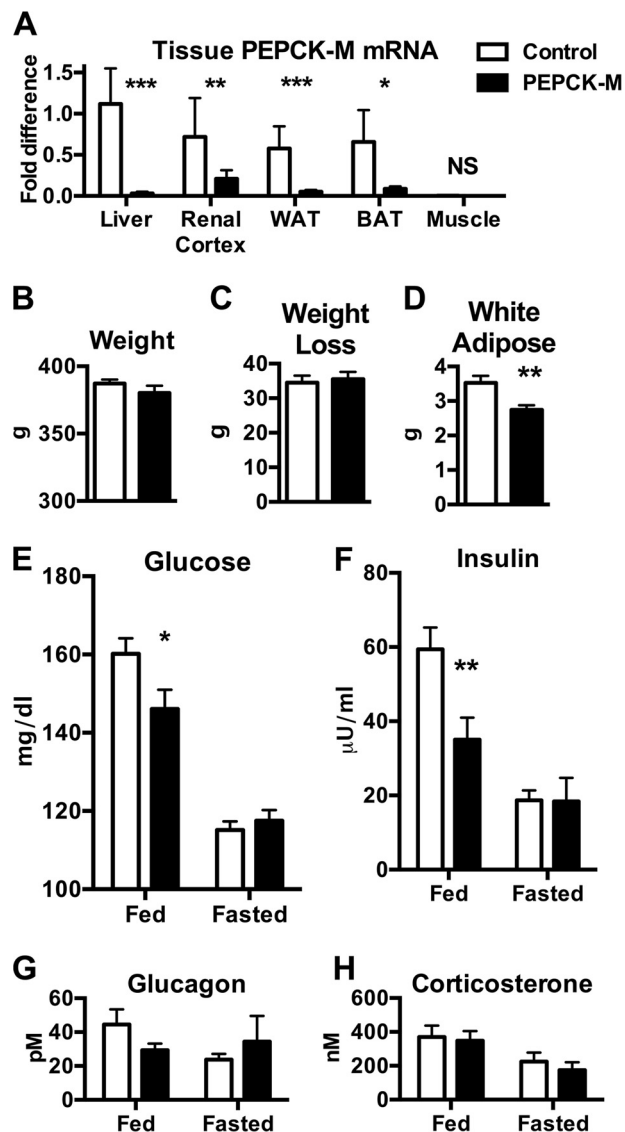 A
Tissue PEPCK-M mRNA
Control
PEPCK-M
Fold difference
1.5
1.0
0.5
0.0
***
**
***
*
NS
Liver
Renal
Cortex
WAT
BAT
Muscle
B
Weight
g
400
380
350
300
C
Weight
Loss
g
40
30
20
10
0
D
White
Adipose
g
4
3
2
1
0
**
E
Glucose
mg/dl
180
160
140
120
100
*
Fed
Fasted
F
Insulin
µU/ml
80
60
40
20
0
**
Fed
Fasted
G
Glucagon
pM
60
40
20
0
Fed
Fasted
H
Corticosterone
nM
600
400
200
0
Fed
Fasted